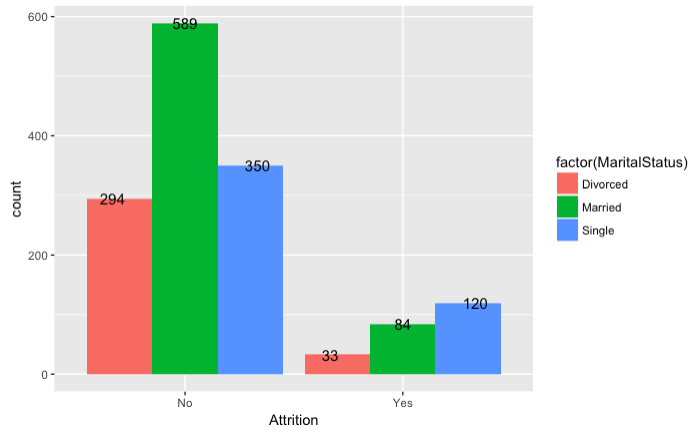 600
400
200
0
count
589
350
294
120
84
33
No
Yes
Attrition
factor(MaritalStatus)
Divorced
Married
Single